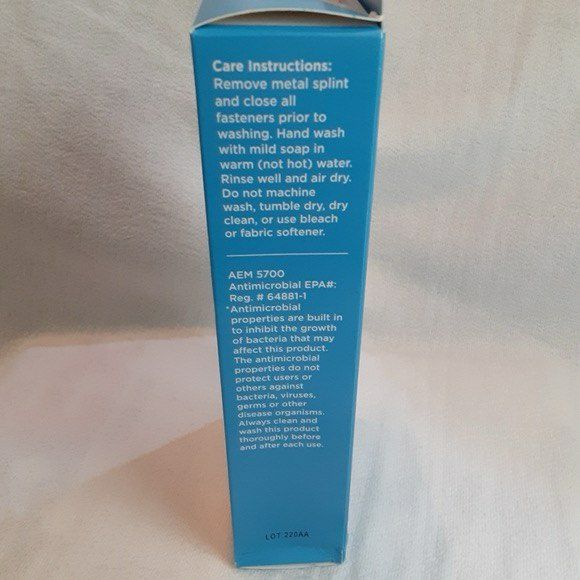 Care Instructions:
Remove metal splint
and close all
fasteners prior to
washing. Hand wash
with mild soap in
warm (not hot) water.
Rinse well and air dry.
Do not machine
wash, tumble dry, dry
clean, or use bleach
or fabric softener.
AEM 5700
Antimicrobial EPA#:
Reg. # 64881-1
*Antimicrobial
properties are built in
to inhibit the growth
of bacteria that may
affect this product.
The antimicrobial
properties do not
protect users or
others against
bacteria, viruses,
germs or other
disease organisms.
Always clean and
wash this product
thoroughly before
and after each use.
LOT 220AA